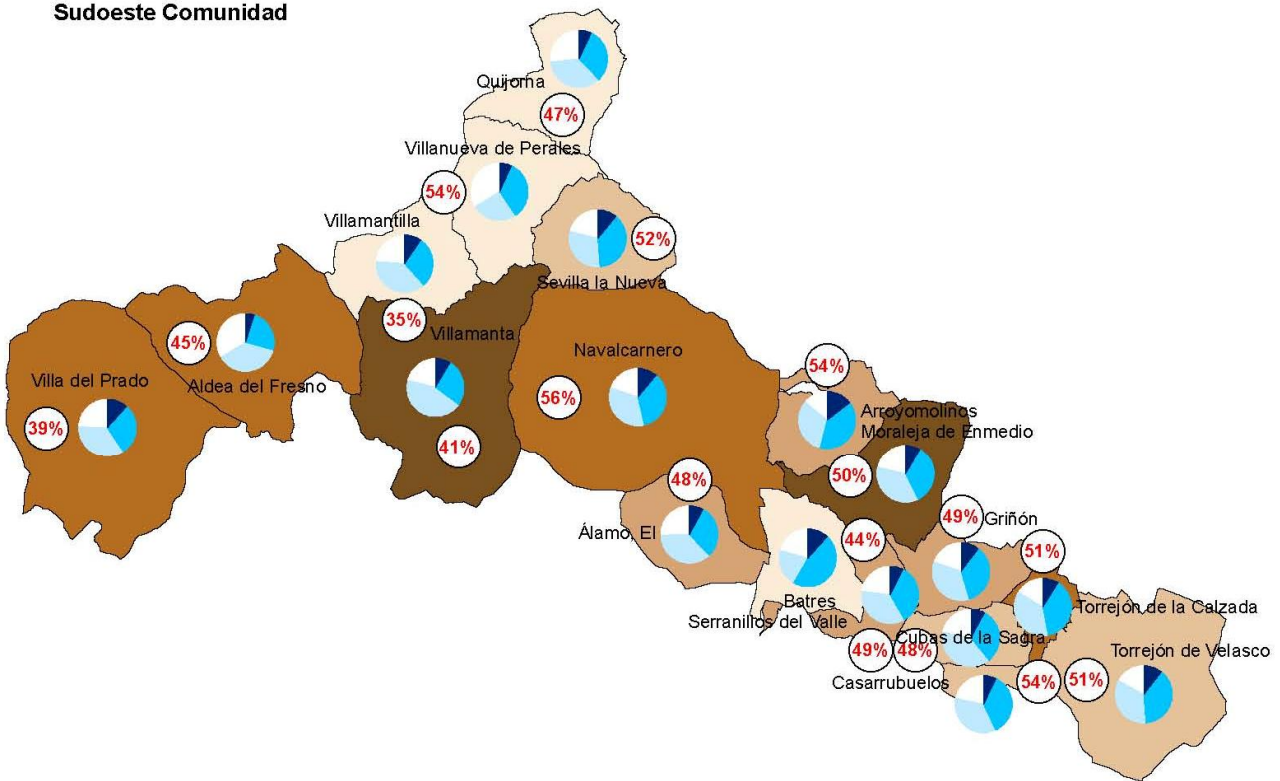 Sudoeste Comunidad
Quijorna
47%
Villanueva de Perales
54%
Villamantilla
52%
Sevilla la Nueva
35%
Villamanta
45%
Aldea del Fresno
Navalcarnero
54%
Villa del Prado
39%
56%
Arroyomolinos
Moraleja de Enmedio
41%
50%
48%
Álamo, El
49%
Griñón
44%
51%
Batres
Serranillos del Valle
Torrejón de la Calzada
Cubas de la Sagra
49%
48%
Torrejón de Velasco
Casarrubuelos
54%
51%